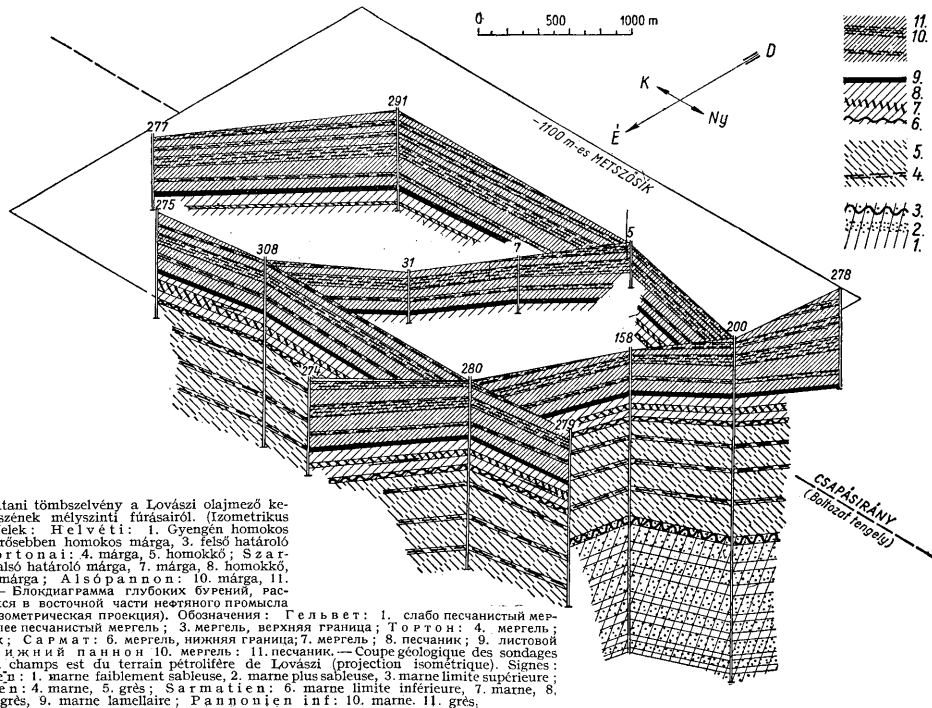 0 500 1000 m
11.
10.
D
K
Ny
É
9.
8.
7.
6.
277
291
-1100 m-es METSZŐSÍK
5.
4.
275
3.
2.
1.
308
31
7
5
278
274
280
158
200
279
CSAPÁSIRÁNY
(Boltozat tengely)
tani tömbszelvény a Lovászi olajmező ke-
szének mélyszinti fúrásairól. (Izometrikus
elek: Helvéti: 1. Gyengén homokos
rősebben homokos márga, 3. felső határoló
ortonai: 4. márga, 5. homokkő; Szar-
alsó határoló márga, 7. márga, 8. homokkő,
márga; Alsópannon: 10. márga, 11.
— Блокдиаграмма глубоких бурений, рас-
хся в восточной части нефтяного промысла
зометрическая проекция). Обозначения: Гельвет: 1. слабо песчанистый мер-
лее песчанистый мергель; 3. мергель, верхняя граница; Тортон: 4. мергель;
к; Сармат: 6. мергель, нижняя граница; 7. мергель; 8. песчаник; 9. листовой
ижний паннон 10. мергель: 11. песчаник. — Coupe géologique des sondages
champs est du terrain pétrolifère de Lovászi (projection isométrique). Signes:
en: 1. marne faiblement sableuse, 2. marne plus sableuse, 3. marne limite supérieure;
en: 4. marne, 5. grès; Sarmatien: 6. marne limite inférieure, 7. marne, 8.
grès, 9. marne lamellaire; Pannonien inf: 10. marne. 11. grès.